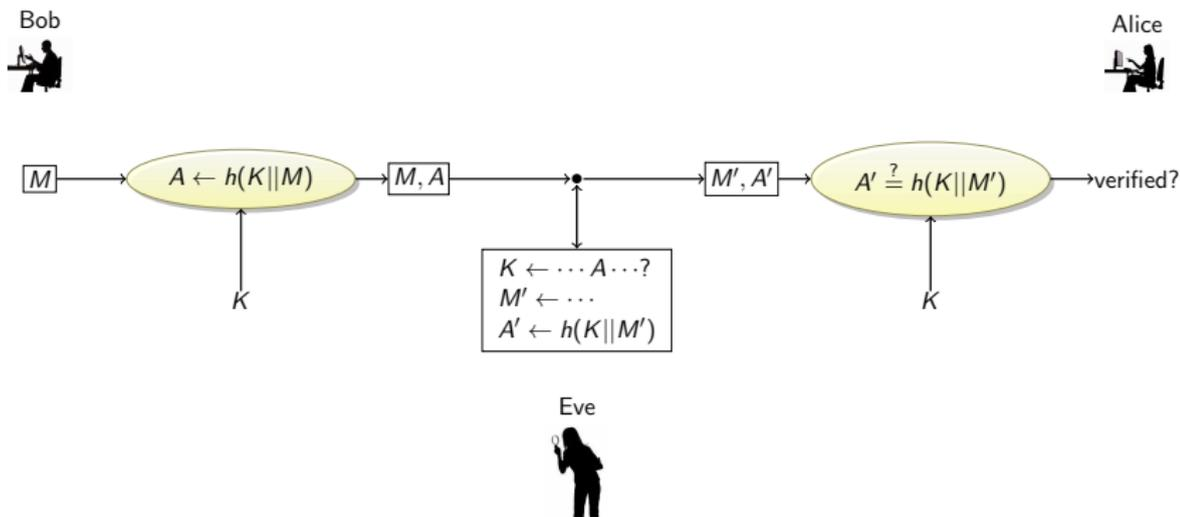 Bob
Alice
M
A ← h(K||M)
M, A
M′, A′
A′ ≟ h(K||M′)
verified?
K
K ← ··· A ···?
M′ ← ···
A′ ← h(K||M′)
K
Eve